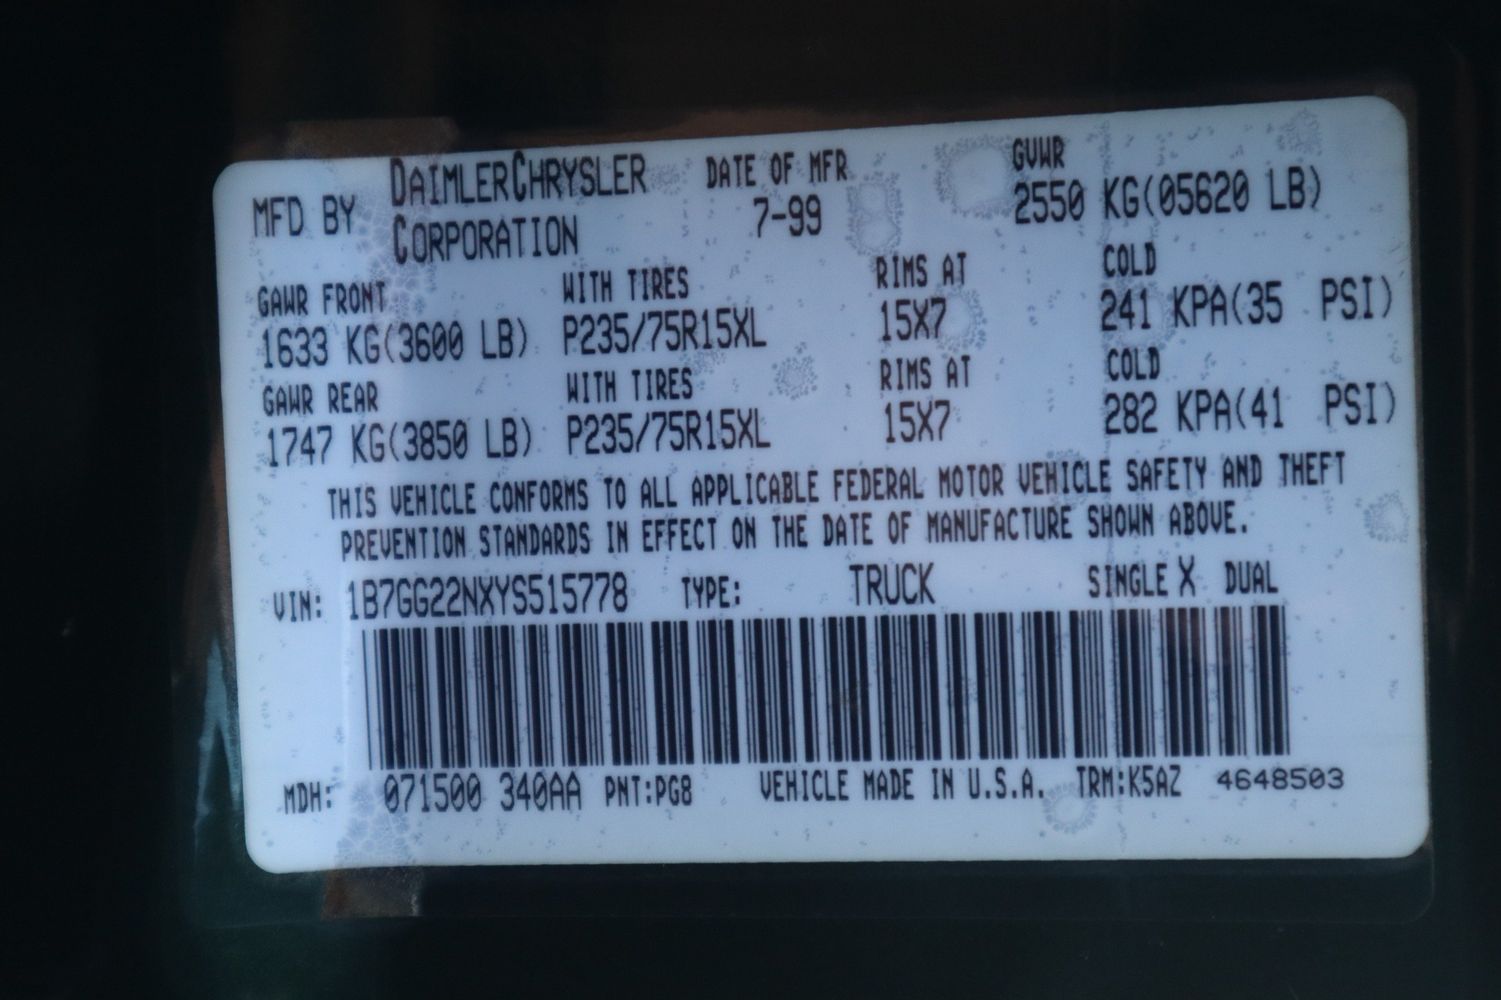 MFD BY DAIMLERCHRYSLER CORPORATION DATE OF MFR 7-99 GVWR 2550 KG(05620 LB)
GAWR FRONT WITH TIRES RIMS AT COLD
1633 KG(3600 LB) P235/75R15XL 15X7 241 KPA(35 PSI)
GAWR REAR WITH TIRES RIMS AT COLD
1747 KG(3850 LB) P235/75R15XL 15X7 282 KPA(41 PSI)
THIS VEHICLE CONFORMS TO ALL APPLICABLE FEDERAL MOTOR VEHICLE SAFETY AND THEFT
PREVENTION STANDARDS IN EFFECT ON THE DATE OF MANUFACTURE SHOWN ABOVE.
VIN: 1B7GG22NXYS515778 TYPE: TRUCK SINGLE X DUAL
MDH: 071500 340AA PNT:PG8 VEHICLE MADE IN U.S.A. TRM:K5AZ 4648503